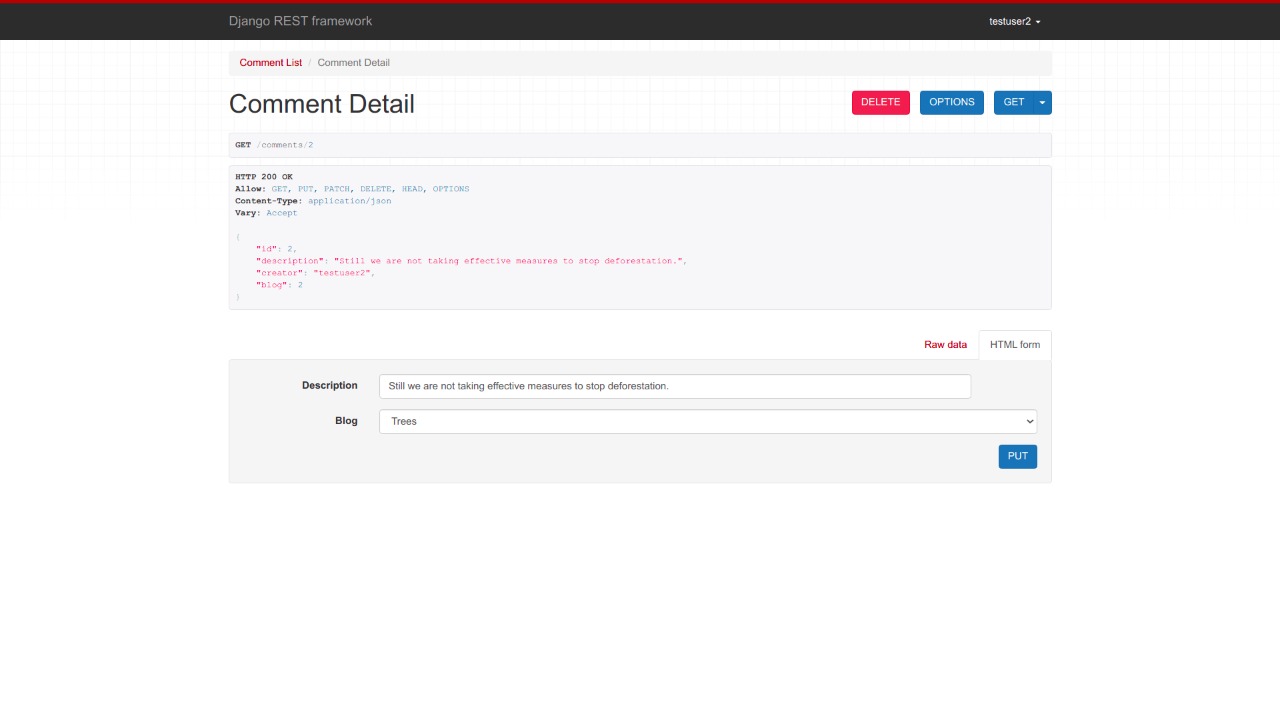 Django REST framework
testuser2
Comment List / Comment Detail
Comment Detail
DELETE
OPTIONS
GET
GET /comments/2
HTTP 200 OK
Allow: GET, PUT, PATCH, DELETE, HEAD, OPTIONS
Content-Type: application/json
Vary: Accept
{
"id": 2,
"description": "Still we are not taking effective measures to stop deforestation.",
"creator": "testuser2",
"blog": 2
}
Raw data
HTML form
Description
Still we are not taking effective measures to stop deforestation.
Blog
Trees
PUT